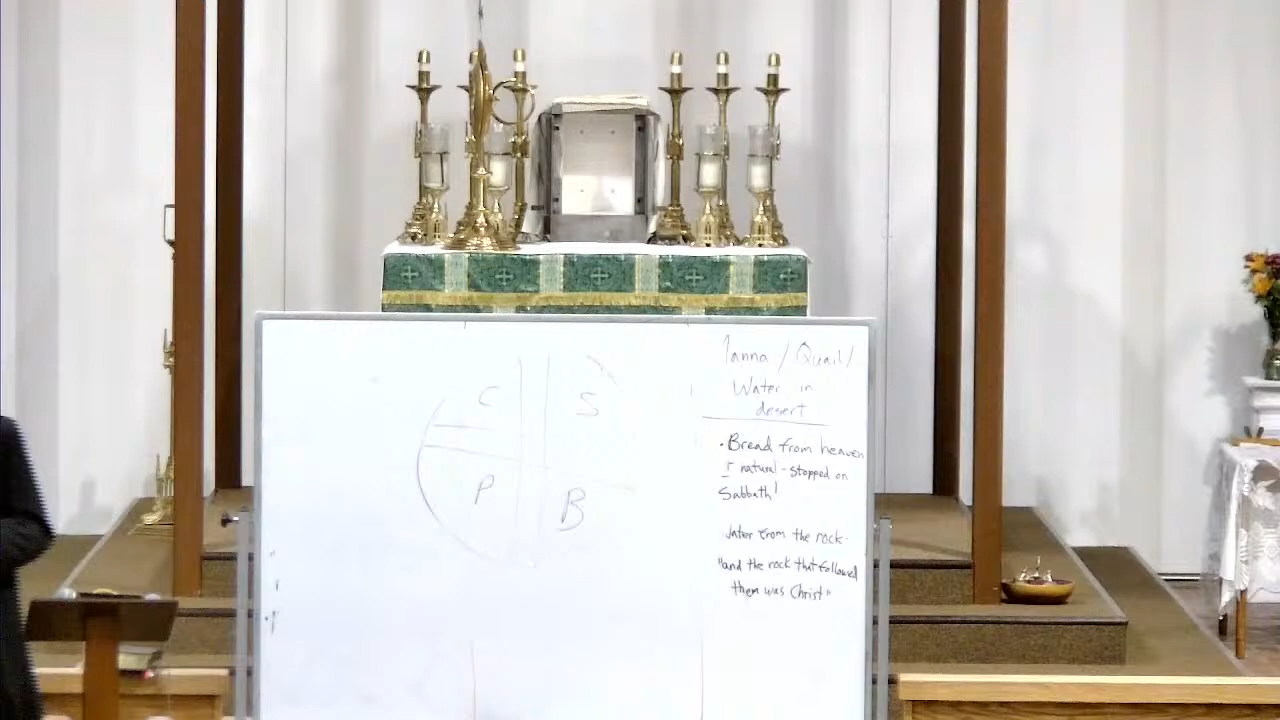 C
S
P
B
anna / Quail /
Water in
desert
• Bread from heaven
natural - stopped on
Sabbath
ater from the rock.
"and the rock that followed
them was Christ"